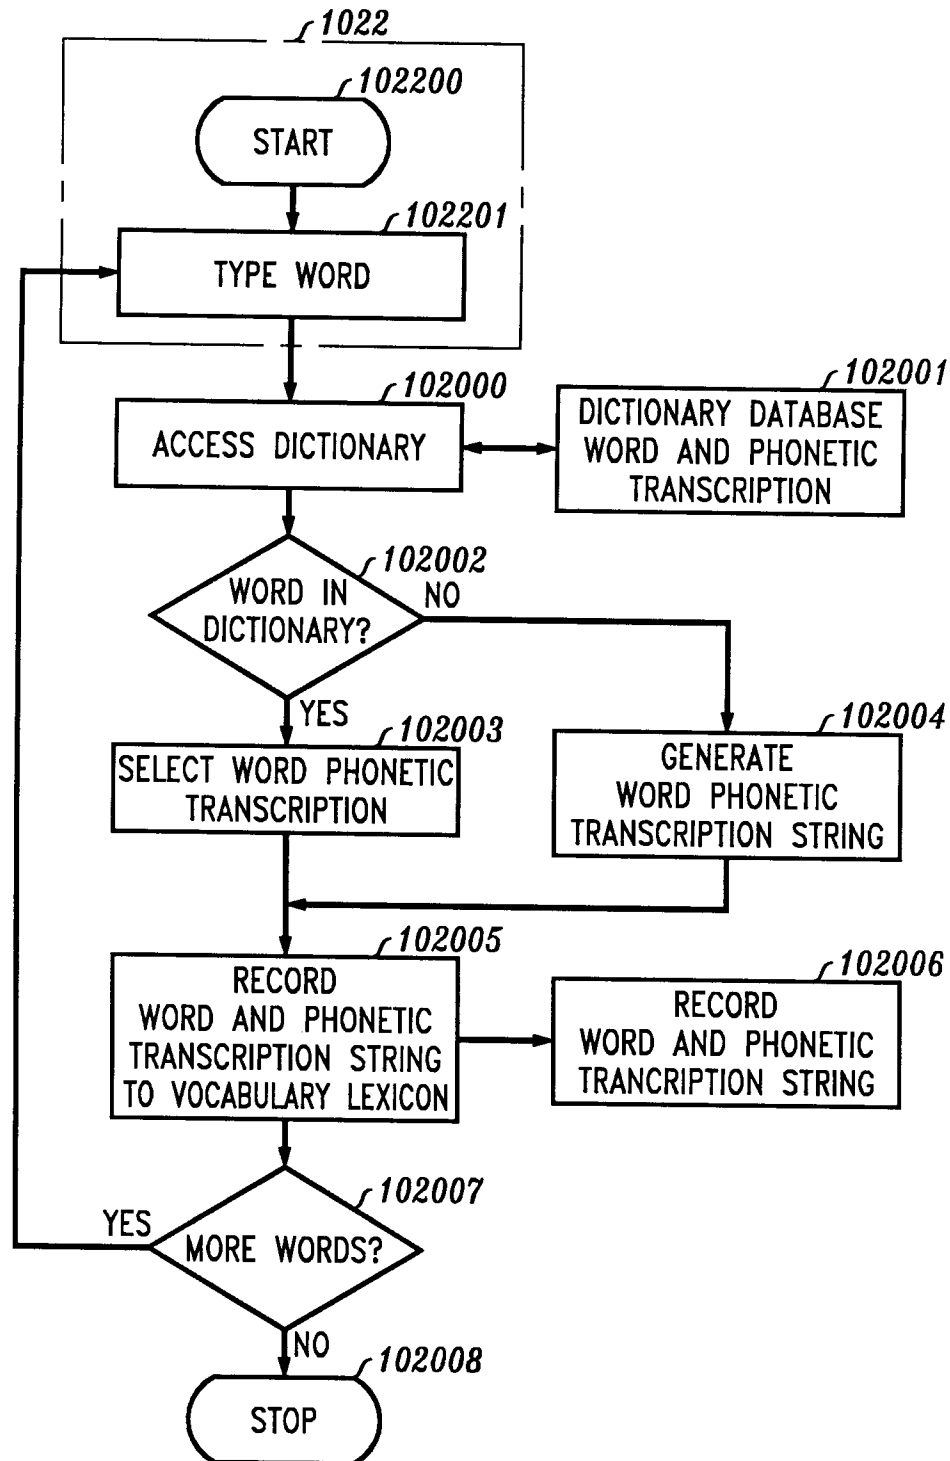 1022
102200
START
102201
TYPE WORD
102000
ACCESS DICTIONARY
102001
DICTIONARY DATABASE
WORD AND PHONETIC
TRANSCRIPTION
102002
WORD IN
DICTIONARY?
NO
YES
102003
SELECT WORD PHONETIC
TRANSCRIPTION
102004
GENERATE
WORD PHONETIC
TRANSCRIPTION STRING
102005
RECORD
WORD AND PHONETIC
TRANSCRIPTION STRING
TO VOCABULARY LEXICON
102006
RECORD
WORD AND PHONETIC
TRANCRIPTION STRING
102007
YES
MORE WORDS?
NO
102008
STOP